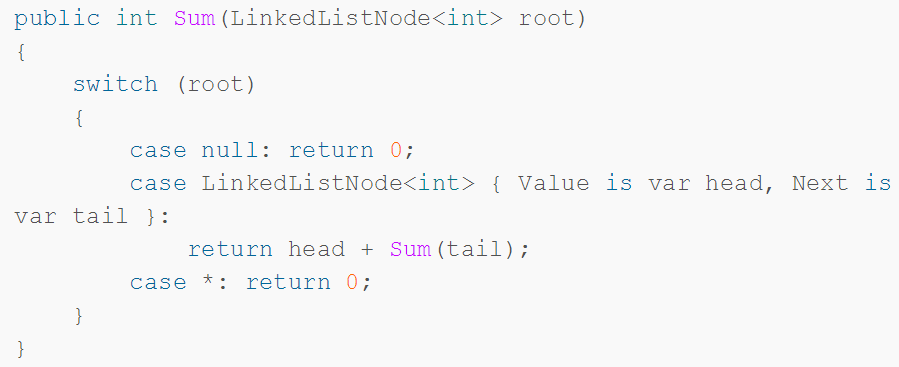 public int Sum(LinkedListNode<int> root)
{
    switch (root)
    {
        case null: return 0;
        case LinkedListNode<int> { Value is var head, Next is
var tail }:
            return head + Sum(tail);
        case *: return 0;
    }
}